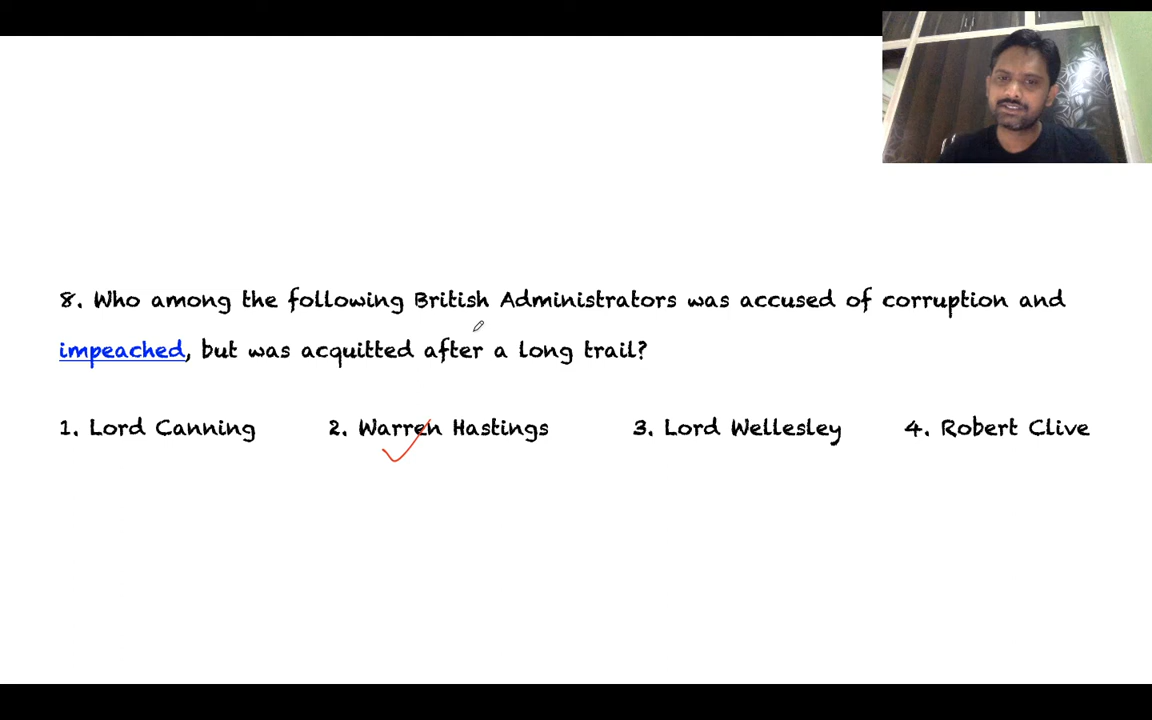 8. Who among the following British Administrators was accused of corruption and
impeached, but was acquitted after a long trail?
1. Lord Canning 2. Warren Hastings 3. Lord Wellesley 4. Robert Clive